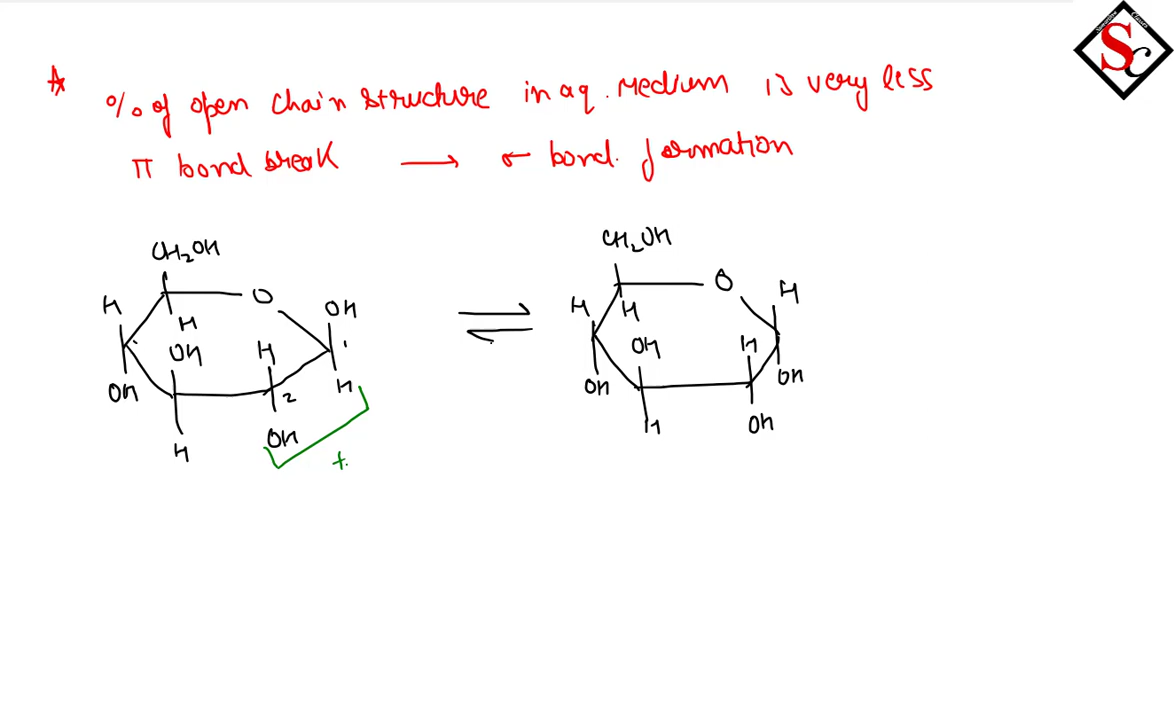 % of open chain structure in aq. medium is very less
π bond break → σ bond. formation
CH₂OH
CH₂OH
H
O
OH
H
O
H
H
H
OH
H
OH
H
OH
2
H
OH
OH
OH
H
OH
H
+
SC